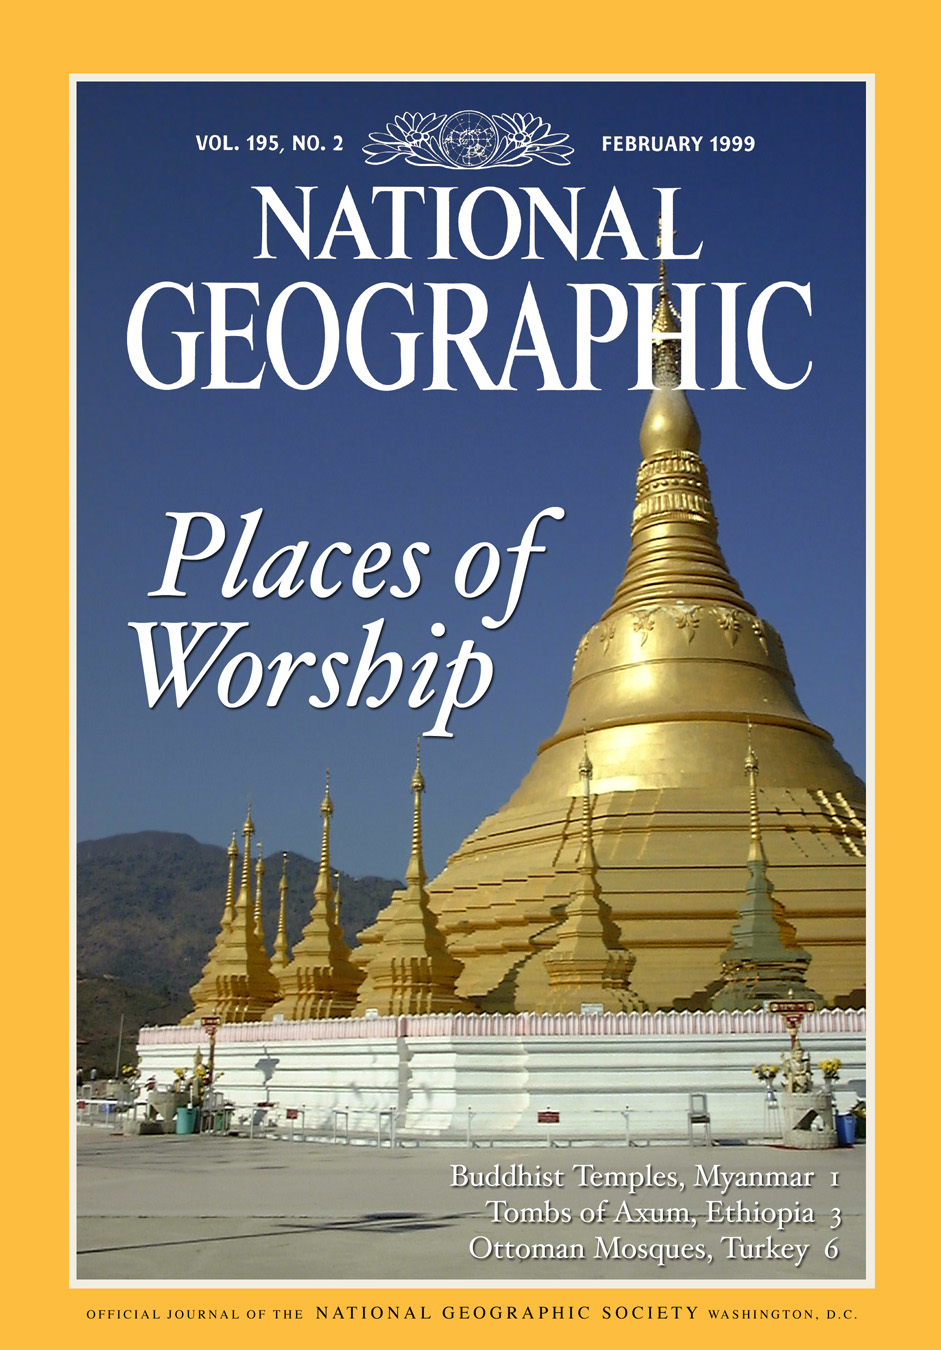 VOL. 195, NO. 2 FEBRUARY 1999
NATIONAL
GEOGRAPHIC
Places of
Worship
Buddhist Temples, Myanmar 1
Tombs of Axum, Ethiopia 3
Ottoman Mosques, Turkey 6
OFFICIAL JOURNAL OF THE NATIONAL GEOGRAPHIC SOCIETY WASHINGTON, D.C.